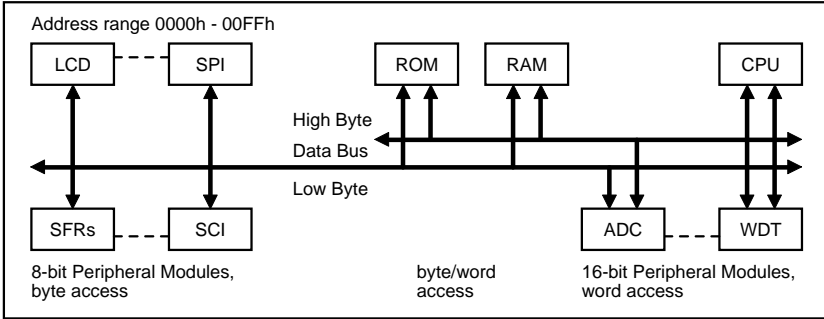 Address range 0000h - 00FFh
LCD SPI ROM RAM CPU
High Byte
Data Bus
Low Byte
SFRs SCI ADC WDT
8-bit Peripheral Modules,
byte access
byte/word
access
16-bit Peripheral Modules,
word access